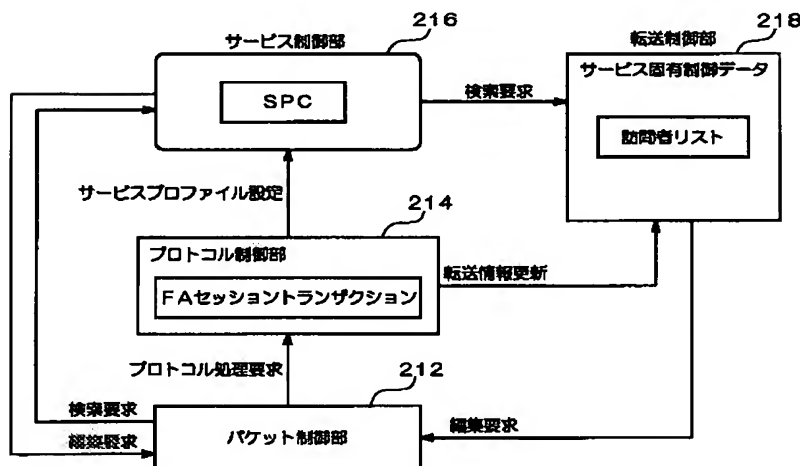 216
サービス制御部
218
転送制御部
サービス固有制御データ
SPC
検索要求
訪問者リスト
サービスプロファイル設定
214
プロトコル制御部
転送情報更新
FAセッショントランザクション
プロトコル処理要求
212
検索要求
編集要求
パケット制御部
編集要求